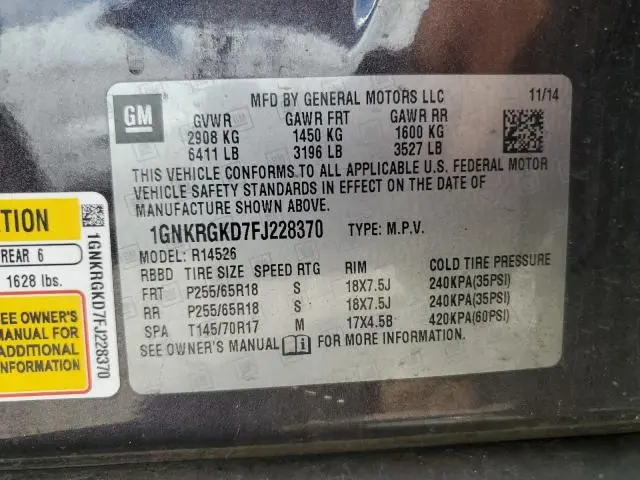 GM
MFD BY GENERAL MOTORS LLC 11/14
GVWR GAWR FRT GAWR RR
2908 KG 1450 KG 1600 KG
6411 LB 3196 LB 3527 LB
THIS VEHICLE CONFORMS TO ALL APPLICABLE U.S. FEDERAL MOTOR
VEHICLE SAFETY STANDARDS IN EFFECT ON THE DATE OF
MANUFACTURE SHOWN ABOVE.
1GNKRGKD7FJ228370 TYPE: M.P.V.
MODEL: R14526
RBBD TIRE SIZE SPEED RTG RIM COLD TIRE PRESSURE
FRT P255/65R18 S 18X7.5J 240KPA(35PSI)
RR P255/65R18 S 18X7.5J 240KPA(35PSI)
SPA T145/70R17 M 17X4.5B 420KPA(60PSI)
SEE OWNER'S MANUAL FOR MORE INFORMATION.
TION
REAR 6
1628 lbs.
EE OWNER'S
MANUAL FOR
ADDITIONAL
NFORMATION
1GNKRGKD7FJ228370